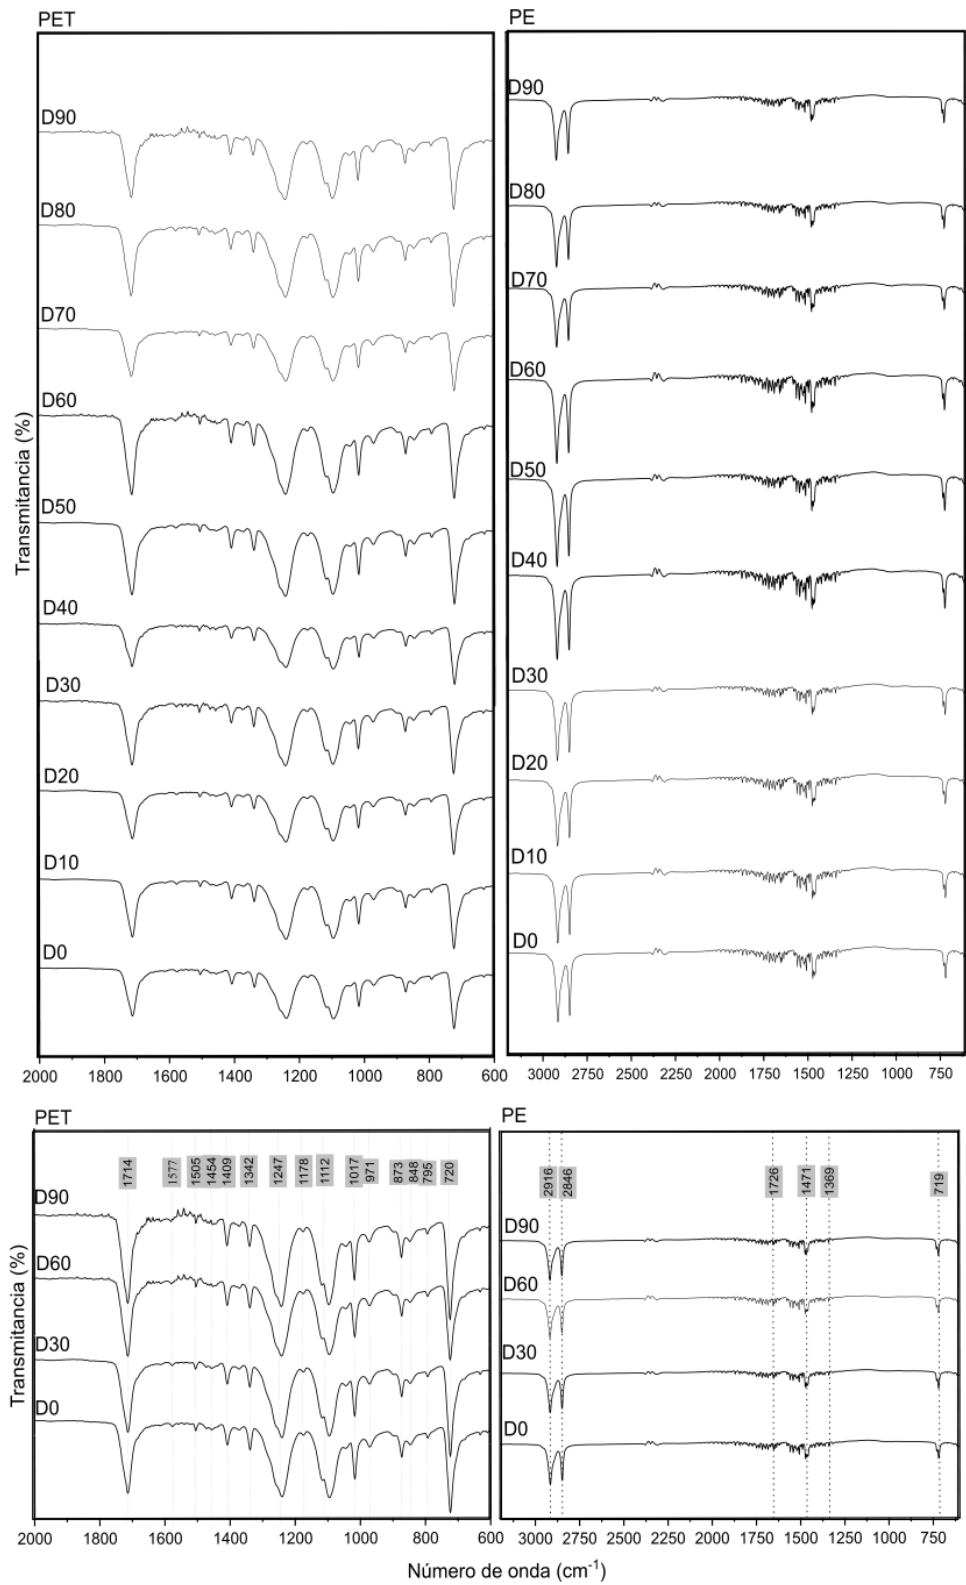 PET
D90
D80
D70
D60
D50
D40
D30
D20
D10
D0
Transmitancia (%)
2000 1800 1600 1400 1200 1000 800 600
PE
D90
D80
D70
D60
D50
D40
D30
D20
D10
D0
3000 2750 2500 2250 2000 1750 1500 1250 1000 750
PET
1714 1577 1505 1454 1409 1342 1247 1178 1112 1017 971 873 848 795 720
D90
D60
D30
D0
Transmitancia (%)
2000 1800 1600 1400 1200 1000 800 600
PE
2916 2846 1726 1471 1369 719
D90
D60
D30
D0
3000 2750 2500 2250 2000 1750 1500 1250 1000 750
Número de onda (cm⁻¹)